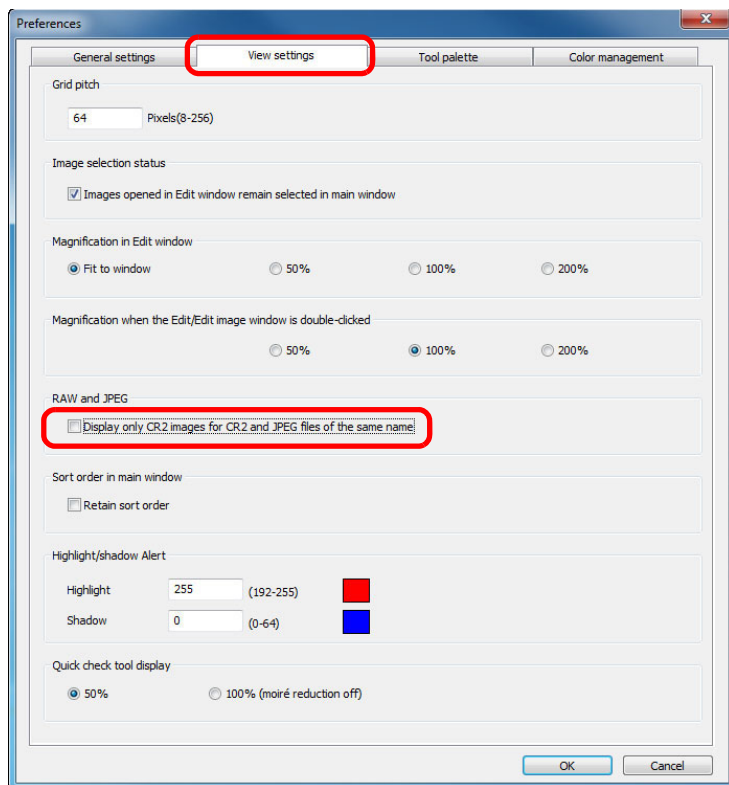 Preferences
General settings View settings Tool palette Color management
Grid pitch
64 Pixels(8-256)
Image selection status
Images opened in Edit window remain selected in main window
Magnification in Edit window
Fit to window 50% 100% 200%
Magnification when the Edit/Edit image window is double-clicked
50% 100% 200%
RAW and JPEG
Display only CR2 images for CR2 and JPEG files of the same name
Sort order in main window
Retain sort order
Highlight/shadow Alert
Highlight 255 (192-255)
Shadow 0 (0-64)
Quick check tool display
50% 100% (moiré reduction off)
OK Cancel